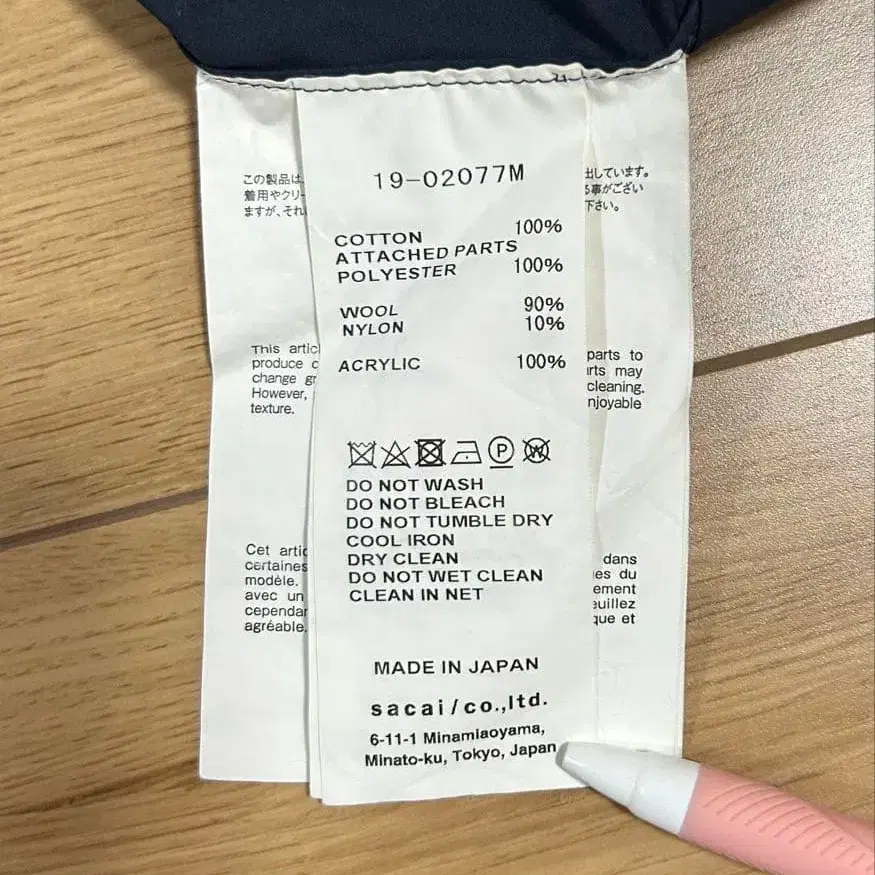 19-02077M
COTTON 100%
ATTACHED PARTS
POLYESTER 100%
WOOL 90%
NYLON 10%
ACRYLIC 100%
DO NOT WASH
DO NOT BLEACH
DO NOT TUMBLE DRY
COOL IRON
DRY CLEAN
DO NOT WET CLEAN
CLEAN IN NET
MADE IN JAPAN
sacai/co.,ltd.
6-11-1 Minamiaoyama,
Minato-ku, Tokyo, Japan
この製品は
着用やクリー
ますが、それ
出しています。
事がござい
下さい。
This artic
produce c
change gr
However,
texture.
parts to
rts may
cleaning.
njoyable
Cet artic
certaines
modèle.
avec un
cependar
agréable.
dans
es du
ement
euillez
que et